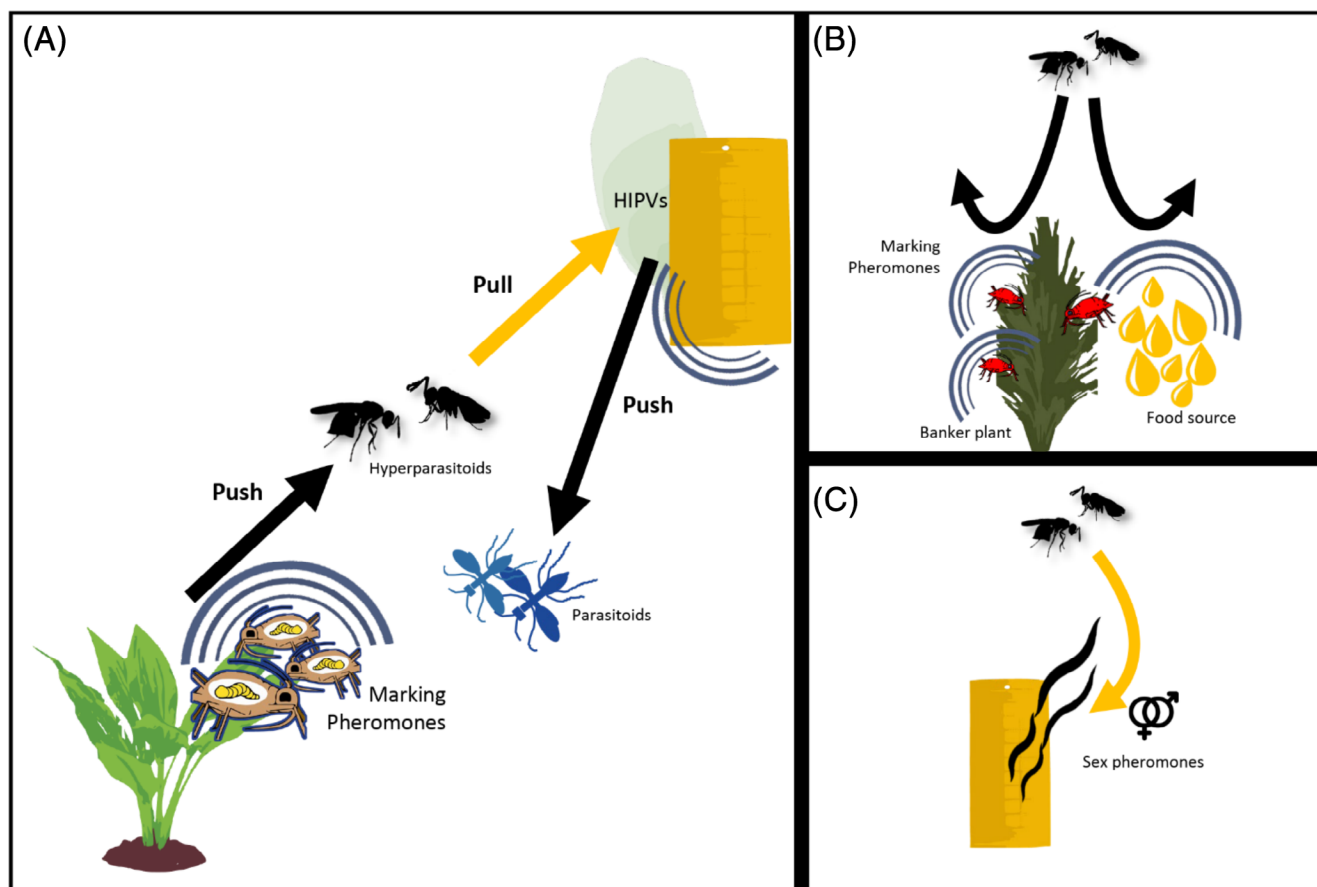 (A)
HIPVs
Pull
Push
Hyperparasitoids
Push
Parasitoids
Marking
Pheromones
(B)
Marking
Pheromones
Banker plant
Food source
(C)
Sex pheromones